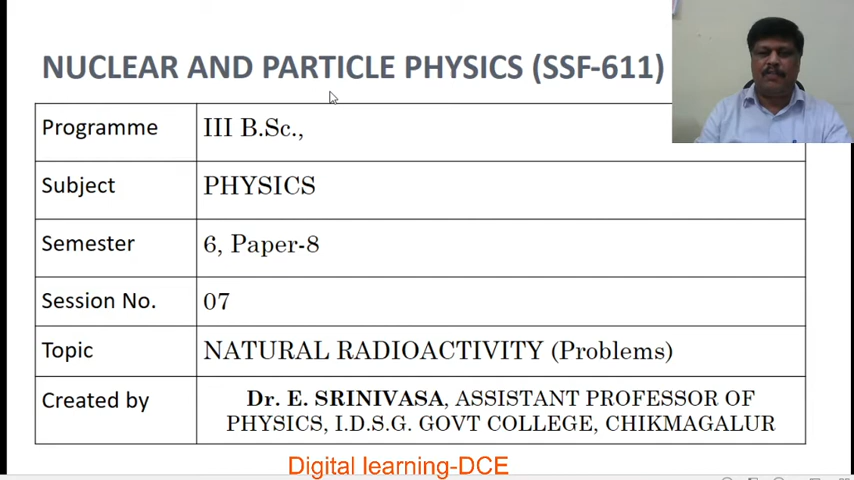 NUCLEAR AND PARTICLE PHYSICS (SSF-611)
Programme III B.Sc.,
Subject PHYSICS
Semester 6, Paper-8
Session No. 07
Topic NATURAL RADIOACTIVITY (Problems)
Created by Dr. E. SRINIVASA, ASSISTANT PROFESSOR OF
PHYSICS, I.D.S.G. GOVT COLLEGE, CHIKMAGALUR
Digital learning-DCE